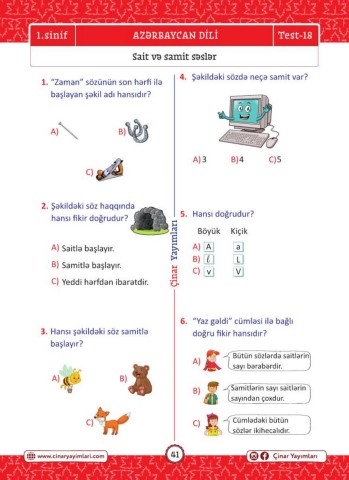 1.sinif
AZƏRBAYCAN DİLİ
Test-18
Sait və samit səslər
1. "Zaman" sözünün son hərfi ilə
başlayan şəkil adı hansıdır?
A)
B)
C)
2. Şəkildəki söz haqqında
hansı fikir doğrudur?
A) Saitlə başlayır.
B) Samitlə başlayır.
C) Yeddi hərfdən ibarətdir.
3. Hansı şəkildəki söz samitlə
başlayır?
A)
B)
C)
Çinar Yayımları
4. Şəkildəki sözdə neçə samit var?
A)3 B)4 C)5
5. Hansı doğrudur?
Böyük Kiçik
A) A a
B) i L
C) v V
6. "Yaz gəldi" cümləsi ilə bağlı
doğru fikir hansıdır?
A)
Bütün sözlərdə saitlərin
sayı bərabərdir.
B)
Samitlərin sayı saitlərin
sayından çoxdur.
C)
Cümlədəki bütün
sözlər ikihecalıdır.
www.cinaryayimlari.com
41
Çinar Yayımları